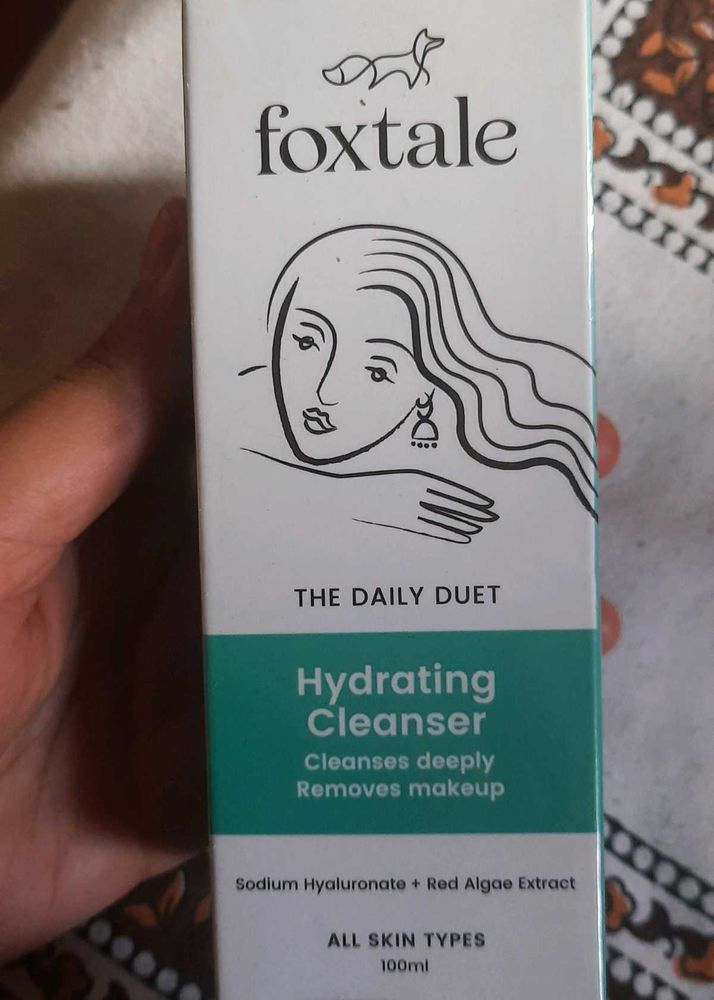 foxtale
THE DAILY DUET
Hydrating
Cleanser
Cleanses deeply
Removes makeup
Sodium Hyaluronate + Red Algae Extract
ALL SKIN TYPES
100ml